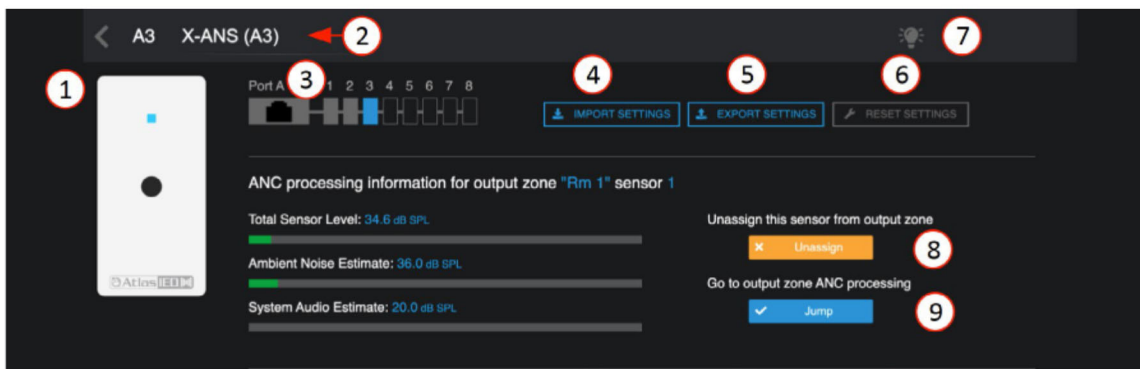 A3 X-ANS (A3) 2 7
1
Port A 3 1 2 3 4 5 6 7 8
4 5 6
IMPORT SETTINGS EXPORT SETTINGS RESET SETTINGS
ANC processing information for output zone "Rm 1" sensor 1
Total Sensor Level: 34.6 dB SPL
Ambient Noise Estimate: 36.0 dB SPL
System Audio Estimate: 20.0 dB SPL
Unassign this sensor from output zone
Unassign 8
Go to output zone ANC processing
Jump 9
AtlasIED